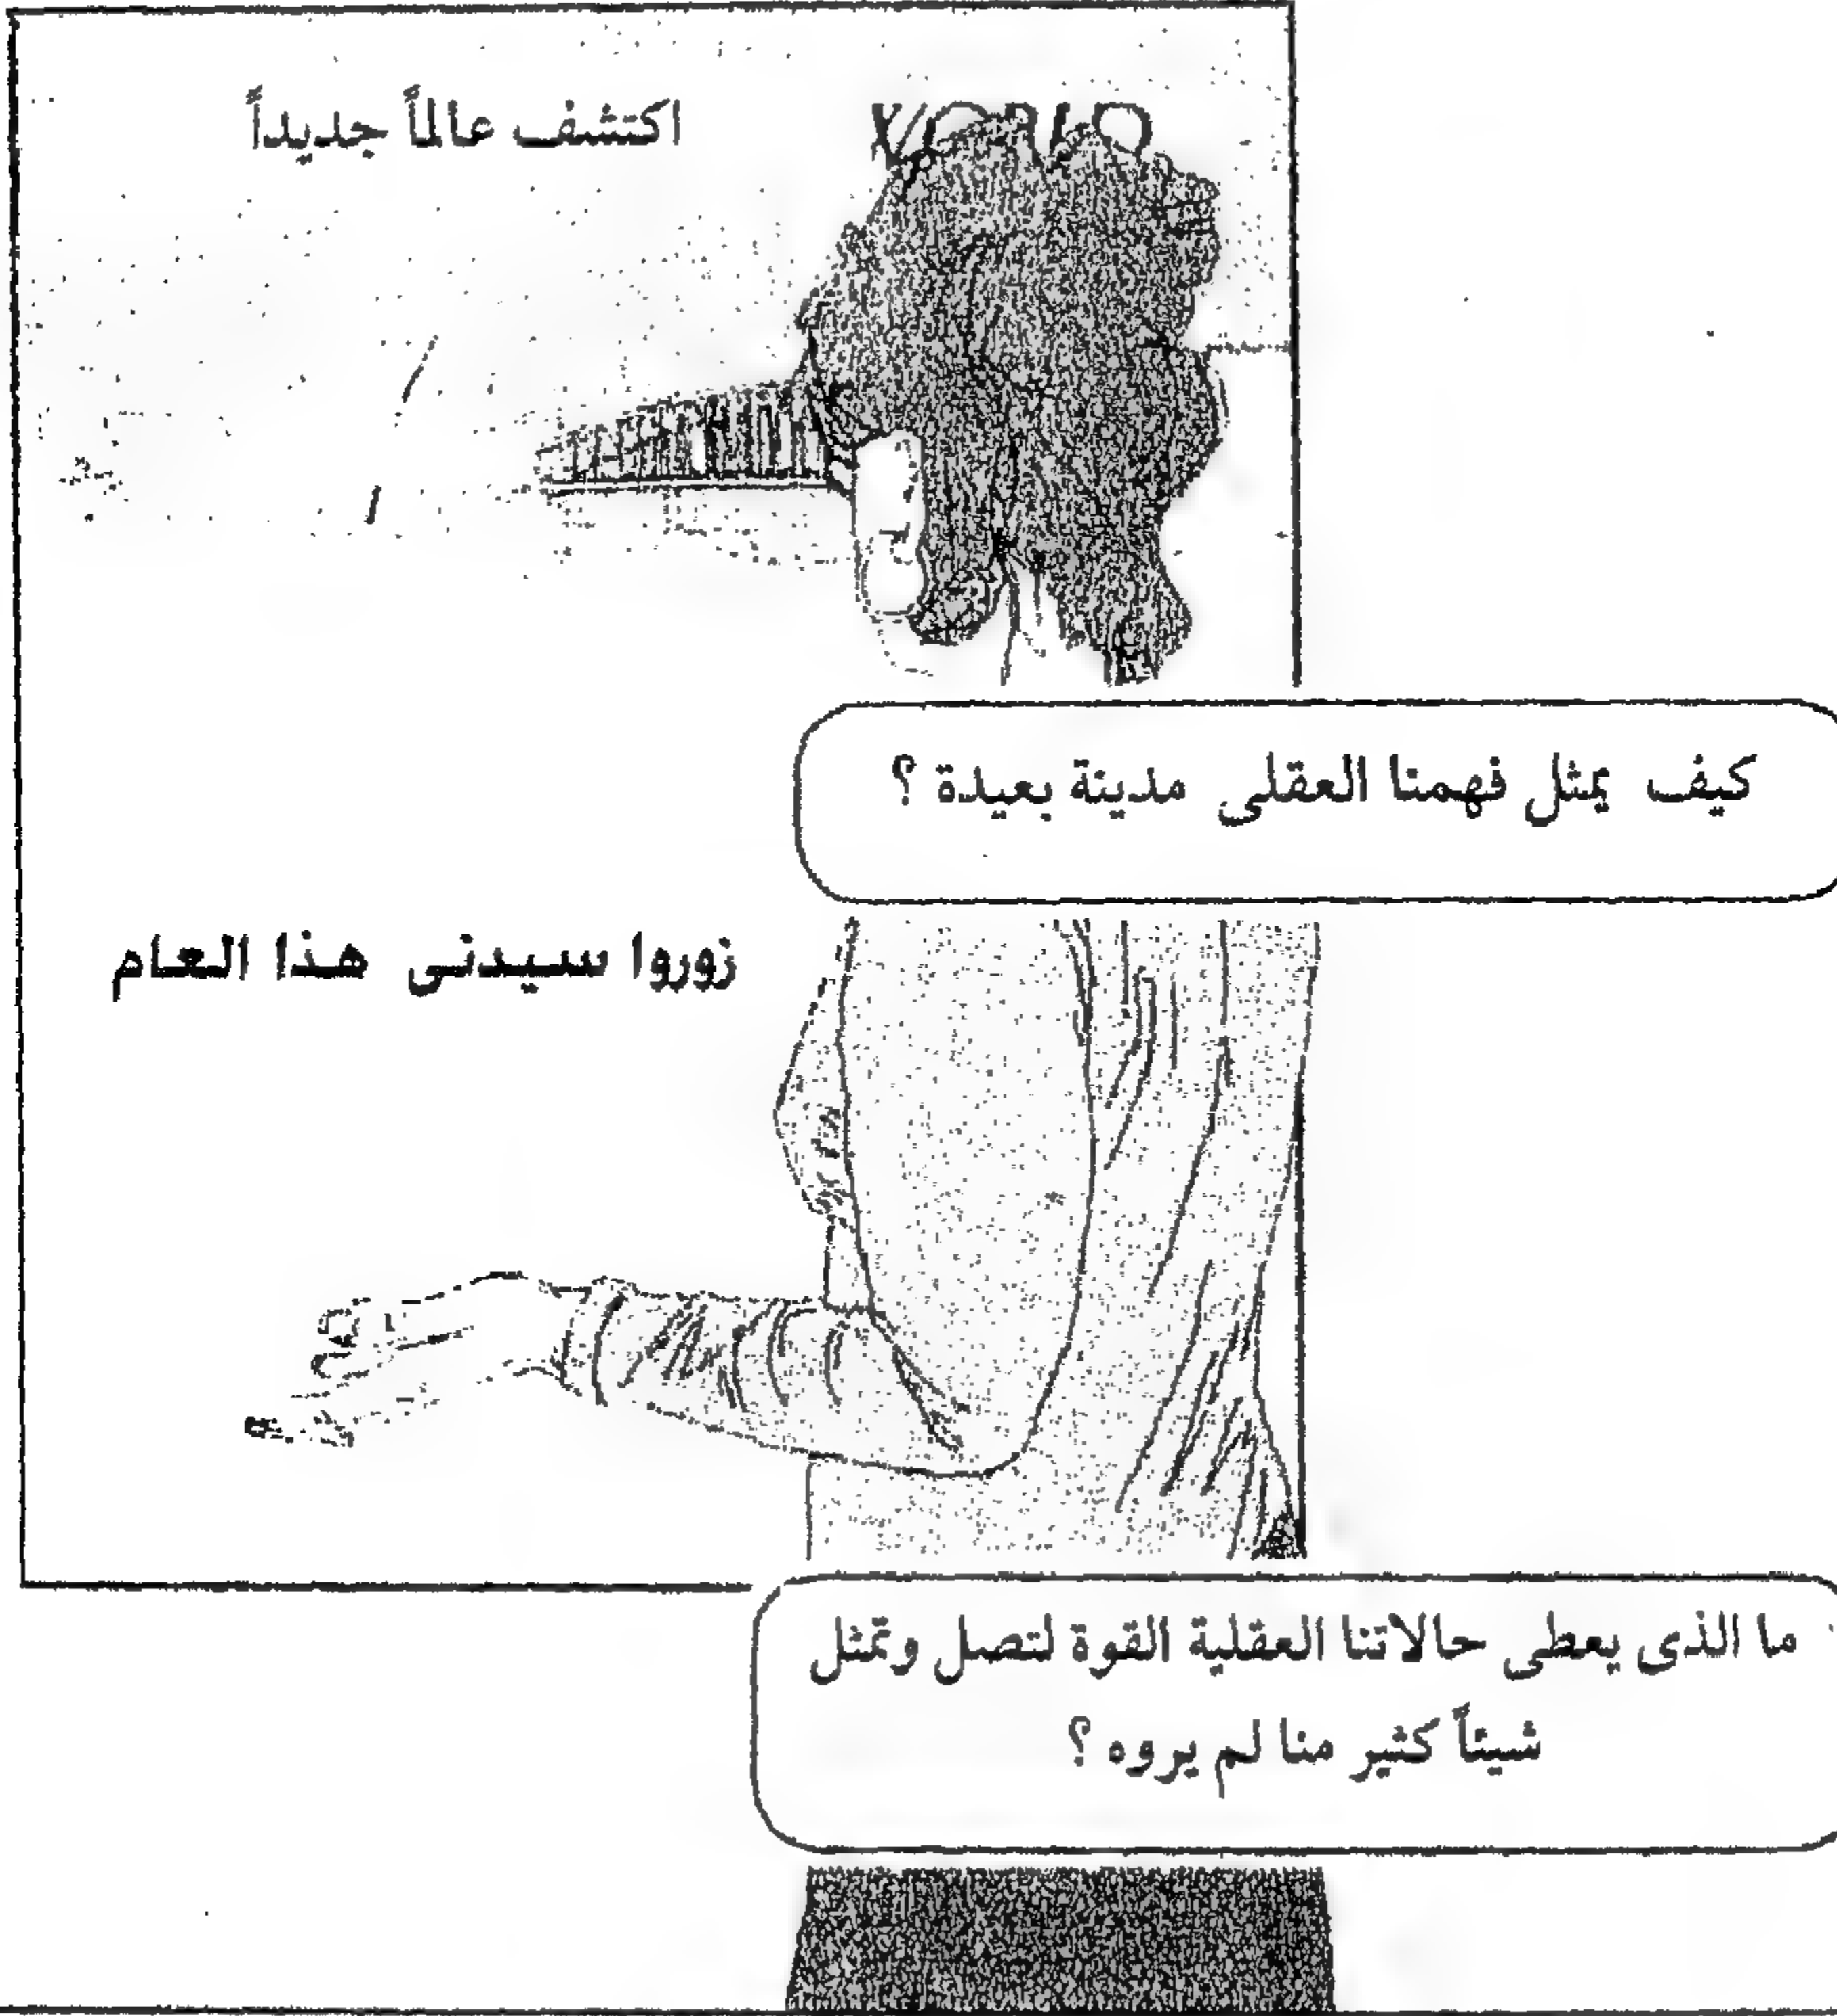 اكتشف عالماً جديداً
WORLD
كيف يمثل فهمنا العقلى مدينة بعيدة ؟
زوروا سيدنى هذا العام
ما الذى يعطى حالاتنا العقلية القوة لتصل وتمثل
شيئاً كثير منا لم يروه ؟